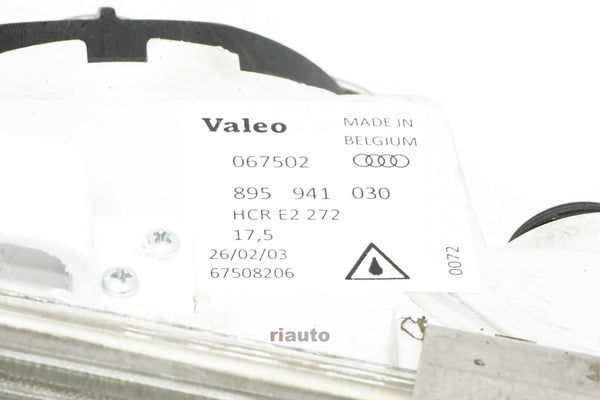 Valeo
MADE IN
BELGIUM
067502
895 941 030
HCR E2 272
17,5
26/02/03
67508206
0072
riauto